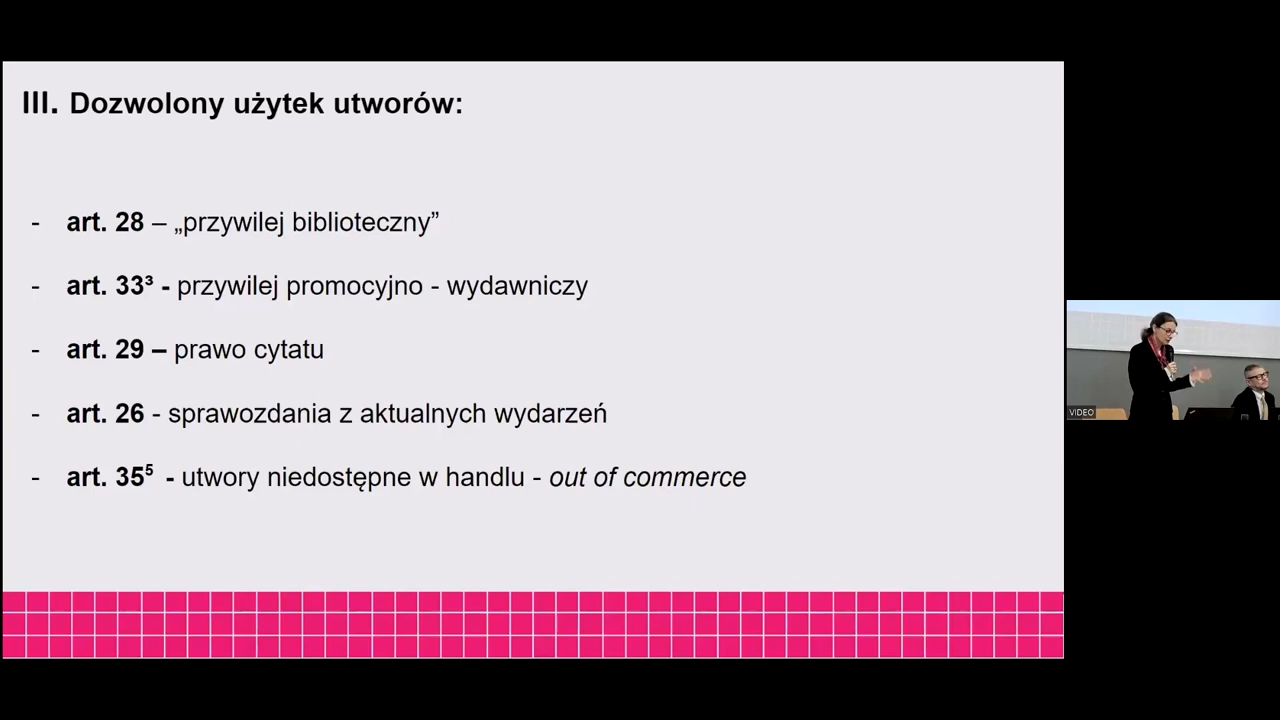 III. Dozwolony użytek utworów:
- art. 28 – „przywilej biblioteczny”
- art. 33³ - przywilej promocyjno - wydawniczy
- art. 29 – prawo cytatu
- art. 26 - sprawozdania z aktualnych wydarzeń
- art. 35⁵ - utwory niedostępne w handlu - out of commerce
VIDEO